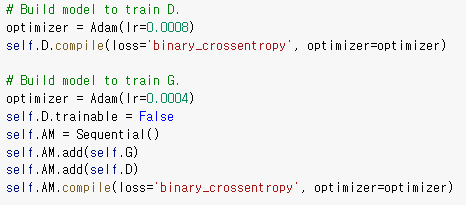 # Build model to train D.
optimizer = Adam(lr=0.0008)
self.D.compile(loss='binary_crossentropy', optimizer=optimizer)
# Build model to train G.
optimizer = Adam(lr=0.0004)
self.D.trainable = False
self.AM = Sequential()
self.AM.add(self.G)
self.AM.add(self.D)
self.AM.compile(loss='binary_crossentropy', optimizer=optimizer)